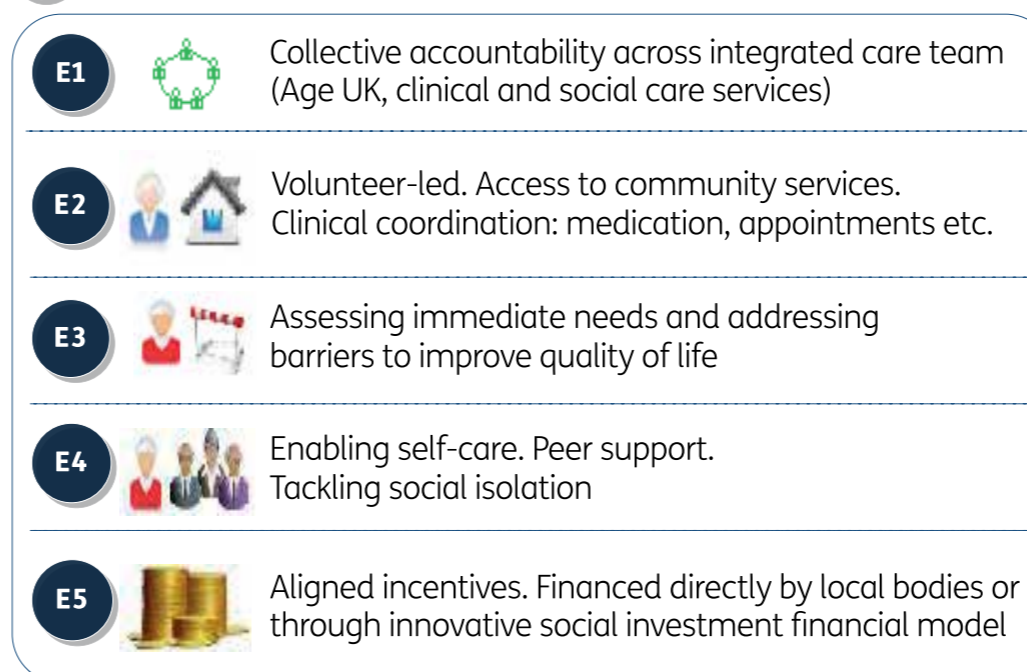 E1
Collective accountability across integrated care team
(Age UK, clinical and social care services)
E2
Volunteer-led. Access to community services.
Clinical coordination: medication, appointments etc.
E3
Assessing immediate needs and addressing
barriers to improve quality of life
E4
Enabling self-care. Peer support.
Tackling social isolation
E5
Aligned incentives. Financed directly by local bodies or
through innovative social investment financial model